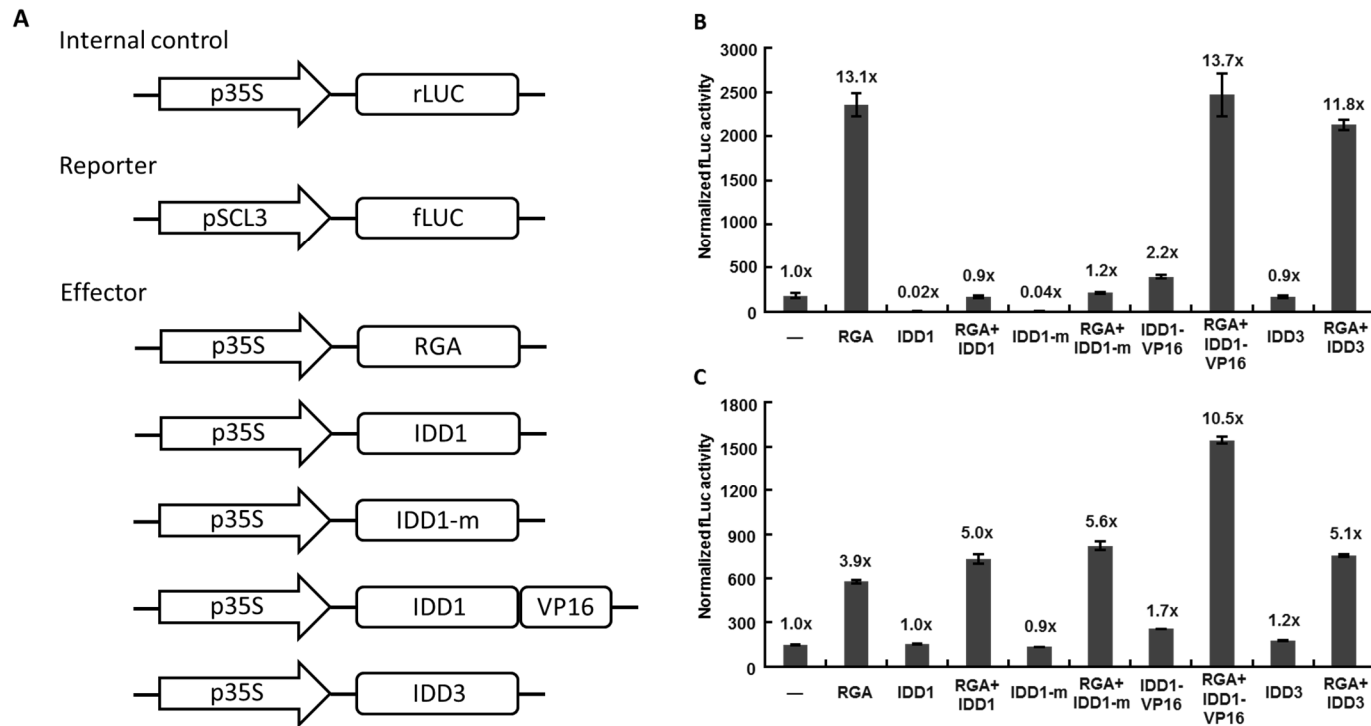 A
Internal control
p35S
rLUC
Reporter
pSCL3
fLUC
Effector
p35S
RGA
p35S
IDD1
p35S
IDD1-m
p35S
IDD1
VP16
p35S
IDD3
B
Normalized fLuc activity
3000
2500
2000
1500
1000
500
0
1.0x
13.1x
0.02x
0.9x
0.04x
1.2x
2.2x
13.7x
0.9x
11.8x
—
RGA
IDD1
RGA+
IDD1
IDD1-m
RGA+
IDD1-m
IDD1-
VP16
RGA+
IDD1-
VP16
IDD3
RGA+
IDD3
C
Normalized fLuc activity
1800
1500
1200
900
600
300
0
1.0x
3.9x
1.0x
5.0x
0.9x
5.6x
1.7x
10.5x
1.2x
5.1x
—
RGA
IDD1
RGA+
IDD1
IDD1-m
RGA+
IDD1-m
IDD1-
VP16
RGA+
IDD1-
VP16
IDD3
RGA+
IDD3